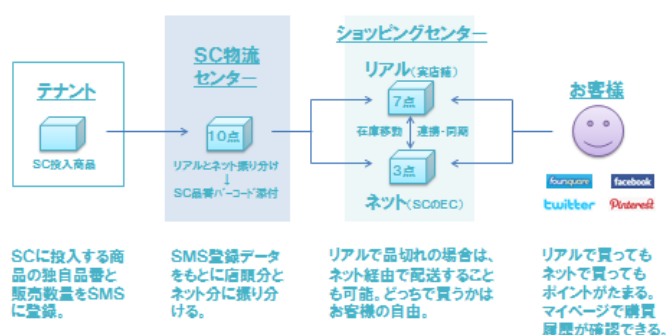 ショッピングセンター
SC物流
センター
テナント
リアル(実店舗)
お客様
7点
10点
在庫移動 連携・同期
SC投入商品
リアルとネット振り分け
↓
SC品番バーコード添付
3点
ネット(SCのEC)
foursquare
facebook
twitter
Pinterest
SCに投入する商
品の独自品番と
販売数量をSMS
に登録。
SMS登録データ
をもとに店頭分と
ネット分に振り分
ける。
リアルで品切れの場合は、
ネット経由で配送すること
も可能。どっちで買うかは
お客様の自由。
リアルで買っても
ネットで買っても
ポイントがたまる。
マイページで購買
履歴が確認できる。